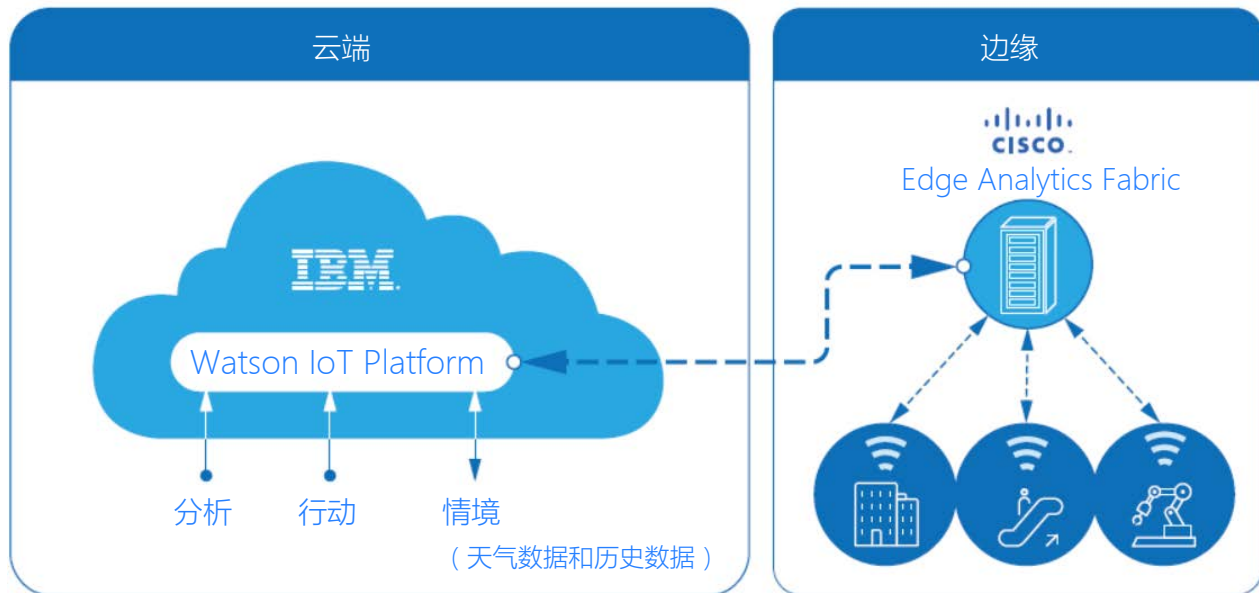 云端
IBM.
Watson IoT Platform
分析
行动
情境
（天气数据和历史数据）
边缘
CISCO.
Edge Analytics Fabric